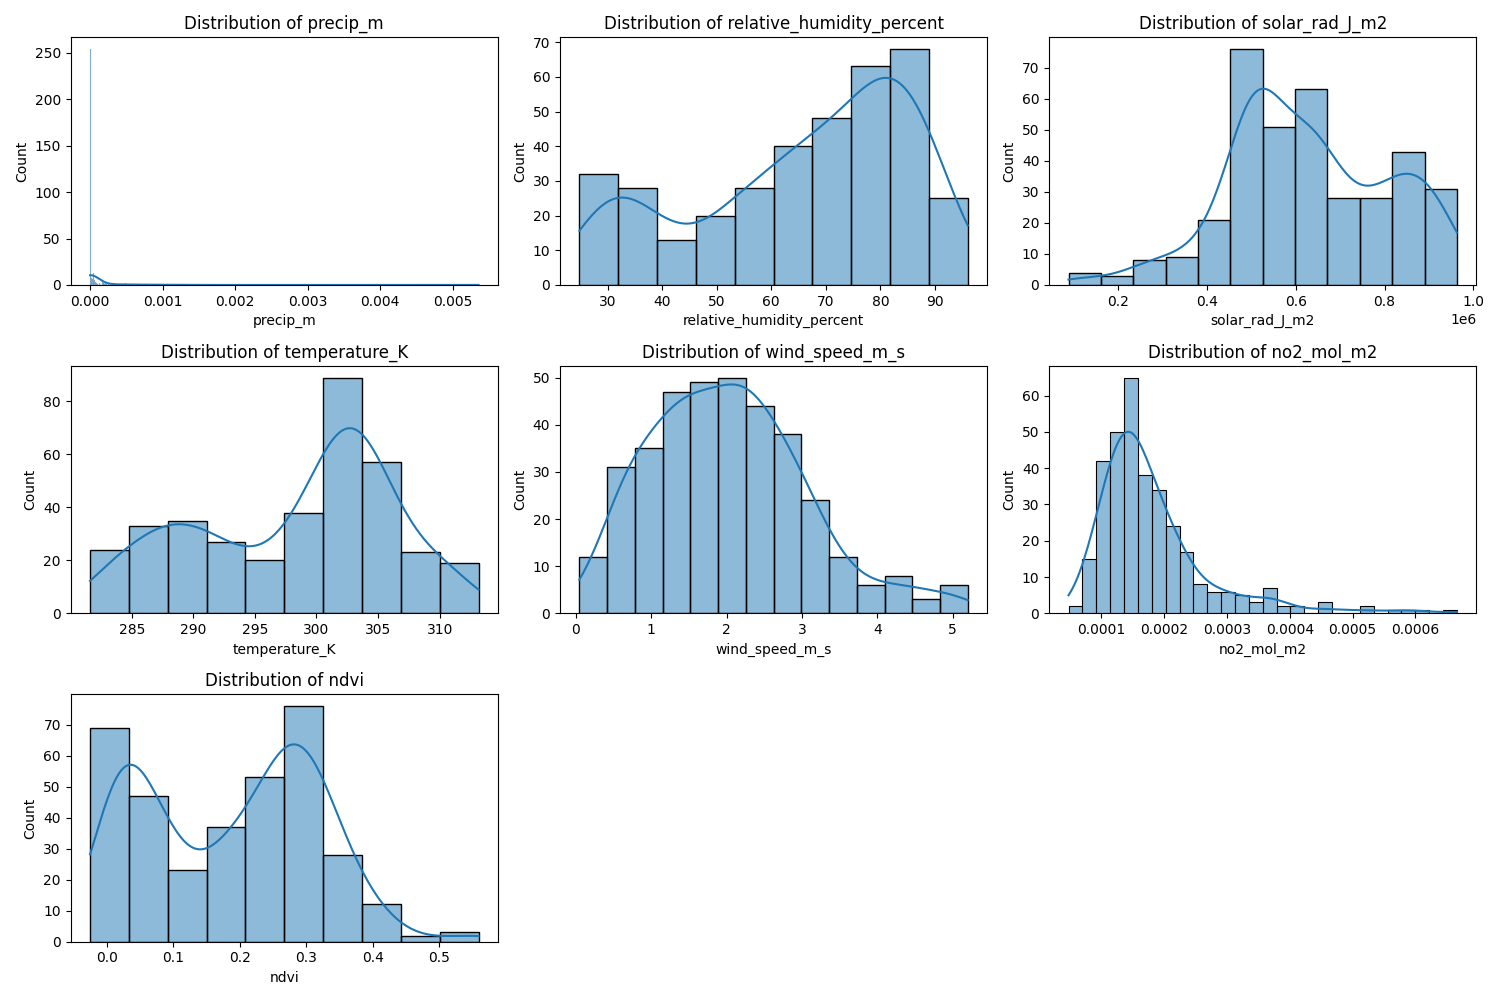 Distribution of precip_m
Count
250
200
150
100
50
0
0.000 0.001 0.002 0.003 0.004 0.005
precip_m
Distribution of relative_humidity_percent
Count
70
60
50
40
30
20
10
0
30 40 50 60 70 80 90
relative_humidity_percent
Distribution of solar_rad_J_m2
Count
70
60
50
40
30
20
10
0
0.2 0.4 0.6 0.8 1.0
1e6
solar_rad_J_m2
Distribution of temperature_K
Count
80
60
40
20
0
285 290 295 300 305 310
temperature_K
Distribution of wind_speed_m_s
Count
50
40
30
20
10
0
0 1 2 3 4 5
wind_speed_m_s
Distribution of no2_mol_m2
Count
60
50
40
30
20
10
0
0.0001 0.0002 0.0003 0.0004 0.0005 0.0006
no2_mol_m2
Distribution of ndvi
Count
70
60
50
40
30
20
10
0
0.0 0.1 0.2 0.3 0.4 0.5
ndvi